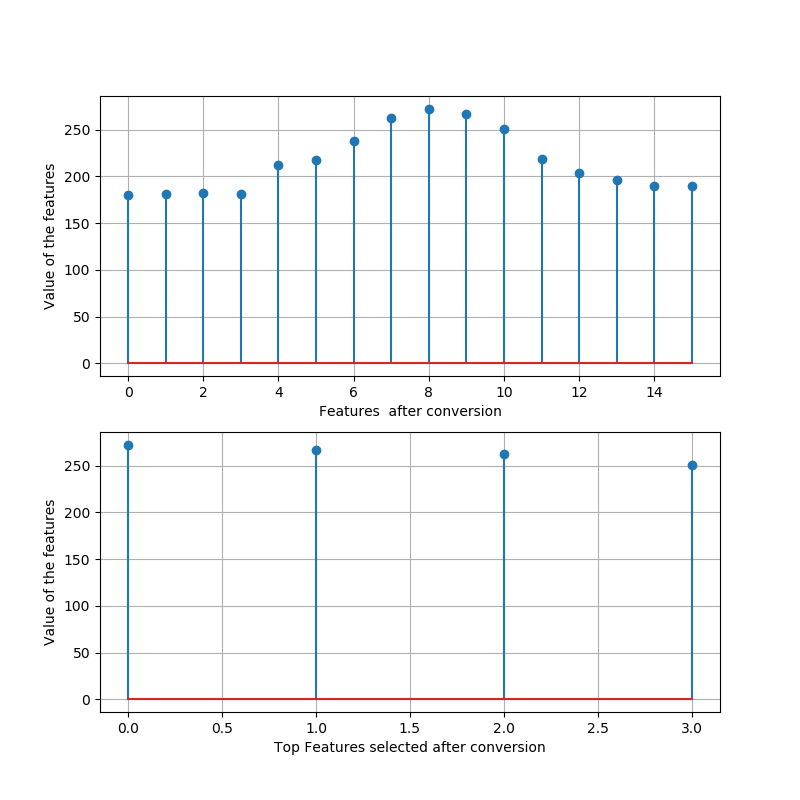 250
200
150
100
50
0
Value of the features
0 2 4 6 8 10 12 14
Features after conversion
250
200
150
100
50
0
Value of the features
0.0 0.5 1.0 1.5 2.0 2.5 3.0
Top Features selected after conversion